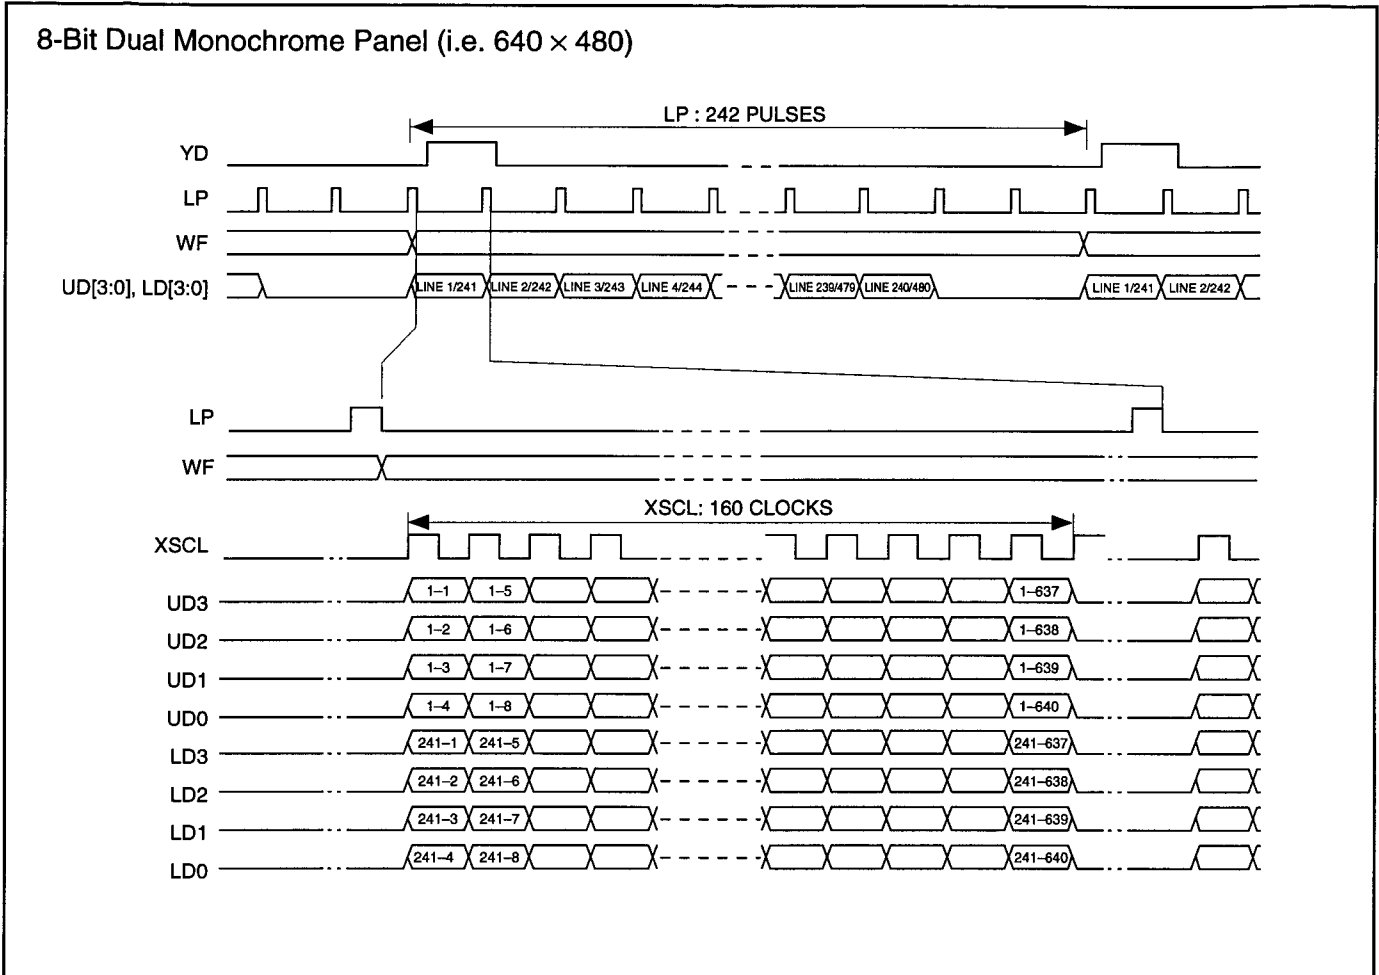 8-Bit Dual Monochrome Panel (i.e. 640 × 480)
LP : 242 PULSES
YD
LP
WF
UD[3:0], LD[3:0]
LINE 1/241 LINE 2/242 LINE 3/243 LINE 4/244 LINE 239/479 LINE 240/480 LINE 1/241 LINE 2/242
LP
WF
XSCL: 160 CLOCKS
XSCL
UD3 1–1 1–5 1–637
UD2 1–2 1–6 1–638
UD1 1–3 1–7 1–639
UD0 1–4 1–8 1–640
LD3 241–1 241–5 241–637
LD2 241–2 241–6 241–638
LD1 241–3 241–7 241–639
LD0 241–4 241–8 241–640